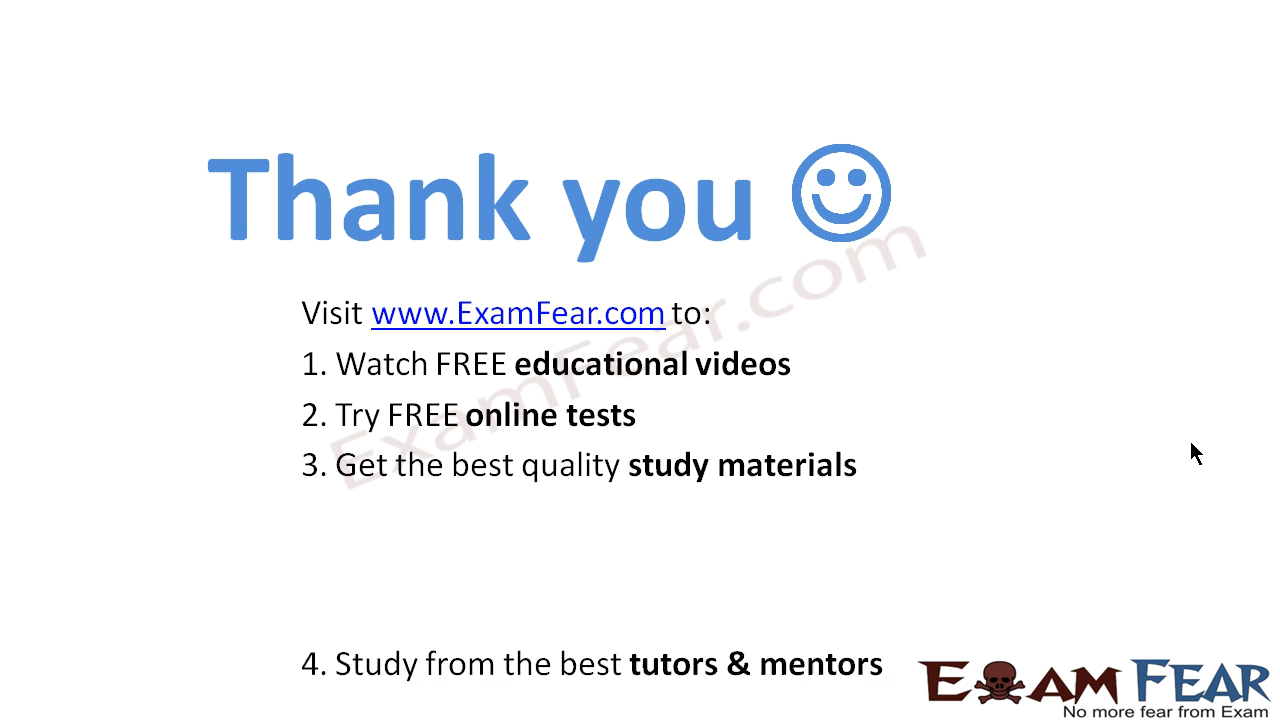 Thank you
Visit www.ExamFear.com to:
1. Watch FREE educational videos
2. Try FREE online tests
3. Get the best quality study materials
4. Study from the best tutors & mentors
ExamFear.com
EXAM FEAR
No more fear from Exam